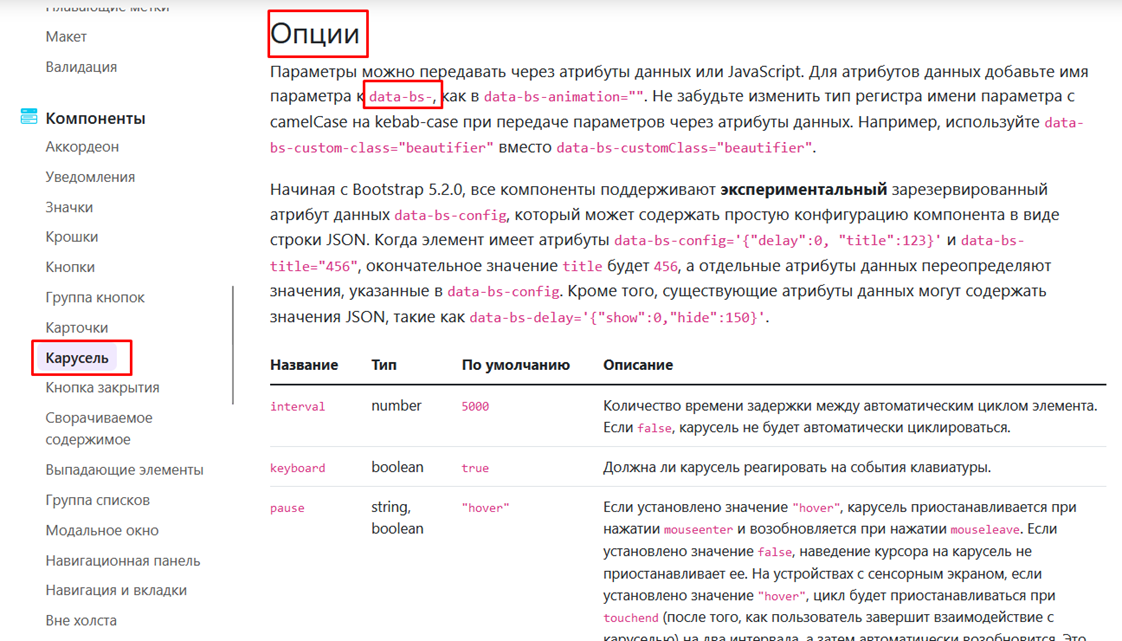 Плавающие метки
Макет
Валидация
Компоненты
Аккордеон
Уведомления
Значки
Крошки
Кнопки
Группа кнопок
Карточки
Карусель
Кнопка закрытия
Сворачиваемое
содержимое
Выпадающие элементы
Группа списков
Модальное окно
Навигационная панель
Навигация и вкладки
Вне холста
Опции
Параметры можно передавать через атрибуты данных или JavaScript. Для атрибутов данных добавьте имя
параметра к data-bs-, как в data-bs-animation="". Не забудьте изменить тип регистра имени параметра с
camelCase на kebab-case при передаче параметров через атрибуты данных. Например, используйте data-
bs-custom-class="beautifier" вместо data-bs-customClass="beautifier".
Начиная с Bootstrap 5.2.0, все компоненты поддерживают экспериментальный зарезервированный
атрибут данных data-bs-config, который может содержать простую конфигурацию компонента в виде
строки JSON. Когда элемент имеет атрибуты data-bs-config='{"delay":0, "title":123}' и data-bs-
title="456", окончательное значение title будет 456, а отдельные атрибуты данных переопределяют
значения, указанные в data-bs-config. Кроме того, существующие атрибуты данных могут содержать
значения JSON, такие как data-bs-delay='{"show":0,"hide":150}'.
Название Тип По умолчанию Описание
interval number 5000 Количество времени задержки между автоматическим циклом элемента.
Если false, карусель не будет автоматически циклироваться.
keyboard boolean true Должна ли карусель реагировать на события клавиатуры.
pause string, "hover" Если установлено значение "hover", карусель приостанавливается при
boolean нажатии mouseenter и возобновляется при нажатии mouseleave. Если
установлено значение false, наведение курсора на карусель не
приостанавливает ее. На устройствах с сенсорным экраном, если
установлено значение "hover", цикл будет приостанавливаться при
touchend (после того, как пользователь завершит взаимодействие с
каруселью) на два интервала, а затем автоматически возобновится. Это